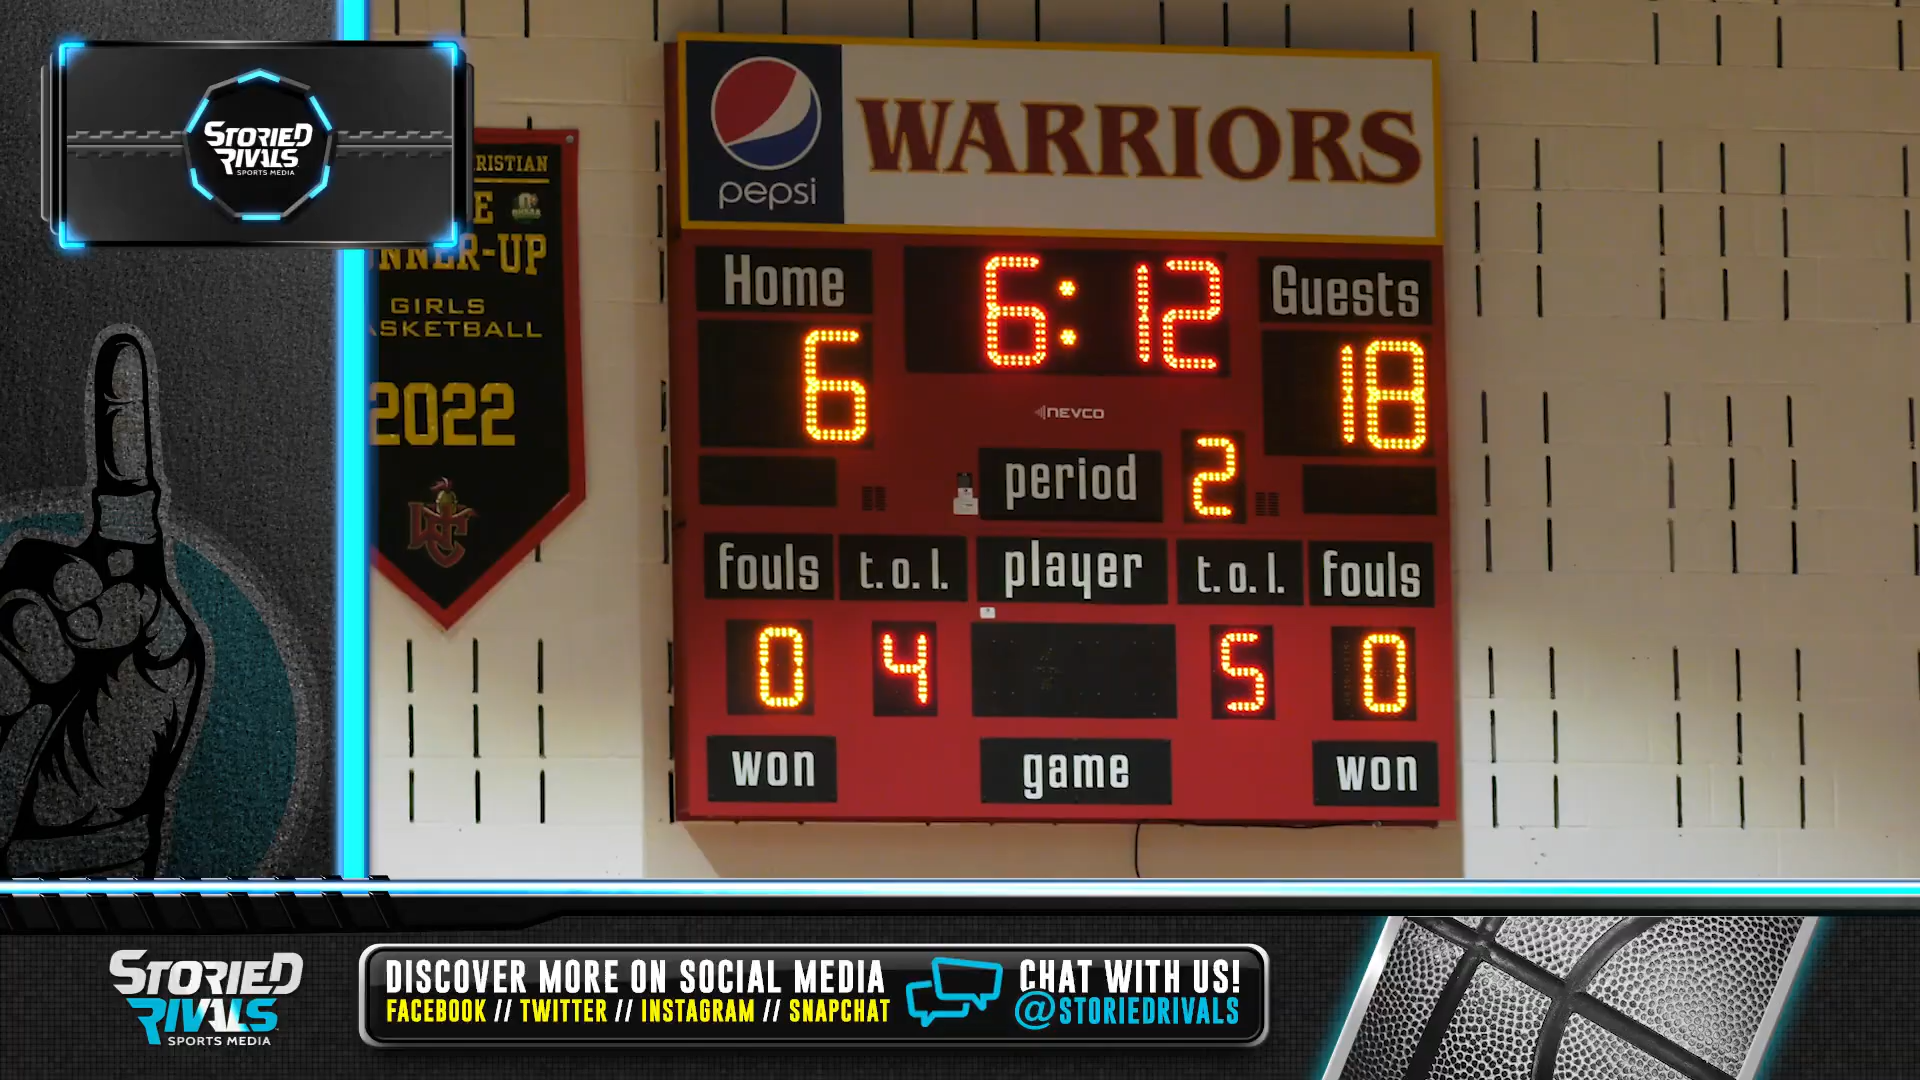 STORIED
RIVALS
SPORTS MEDIA
RISTIAN
E
NNER-UP
GIRLS
ASKETBALL
2022
WC
pepsi
WARRIORS
Home 6:12 Guests
6 18
NEVCO
period 2
fouls t.o.l. player t.o.l. fouls
0 4 5 0
won game won
STORIED
RIVALS
SPORTS MEDIA
DISCOVER MORE ON SOCIAL MEDIA
FACEBOOK // TWITTER // INSTAGRAM // SNAPCHAT
CHAT WITH US!
@STORIEDRIVALS